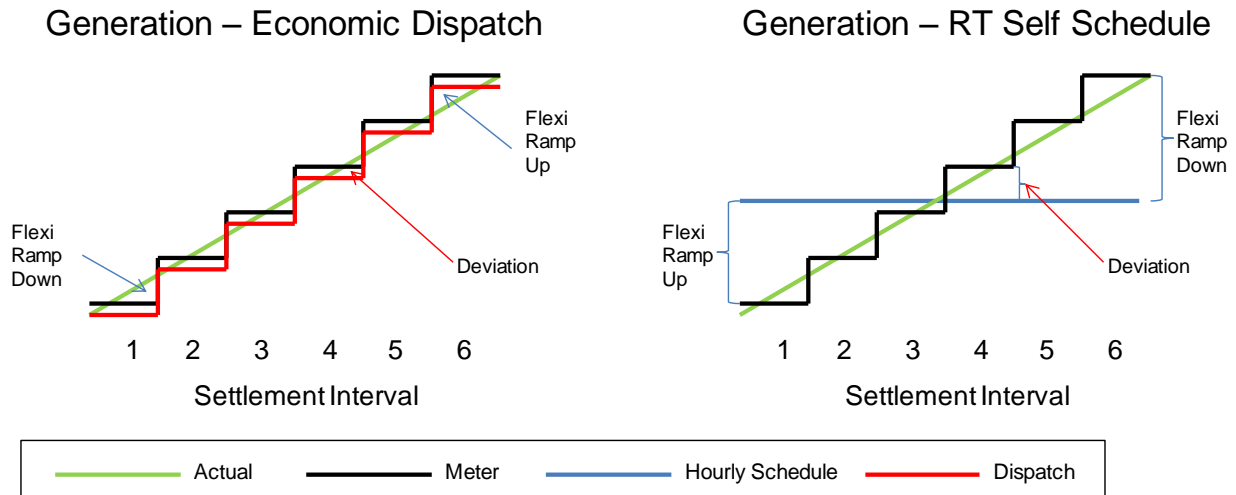 Generation – Economic Dispatch
Flexi
Ramp
Up
Flexi
Ramp
Down
Deviation
1 2 3 4 5 6
Settlement Interval
Generation – RT Self Schedule
Flexi
Ramp
Down
Flexi
Ramp
Up
Deviation
1 2 3 4 5 6
Settlement Interval
Actual Meter Hourly Schedule Dispatch